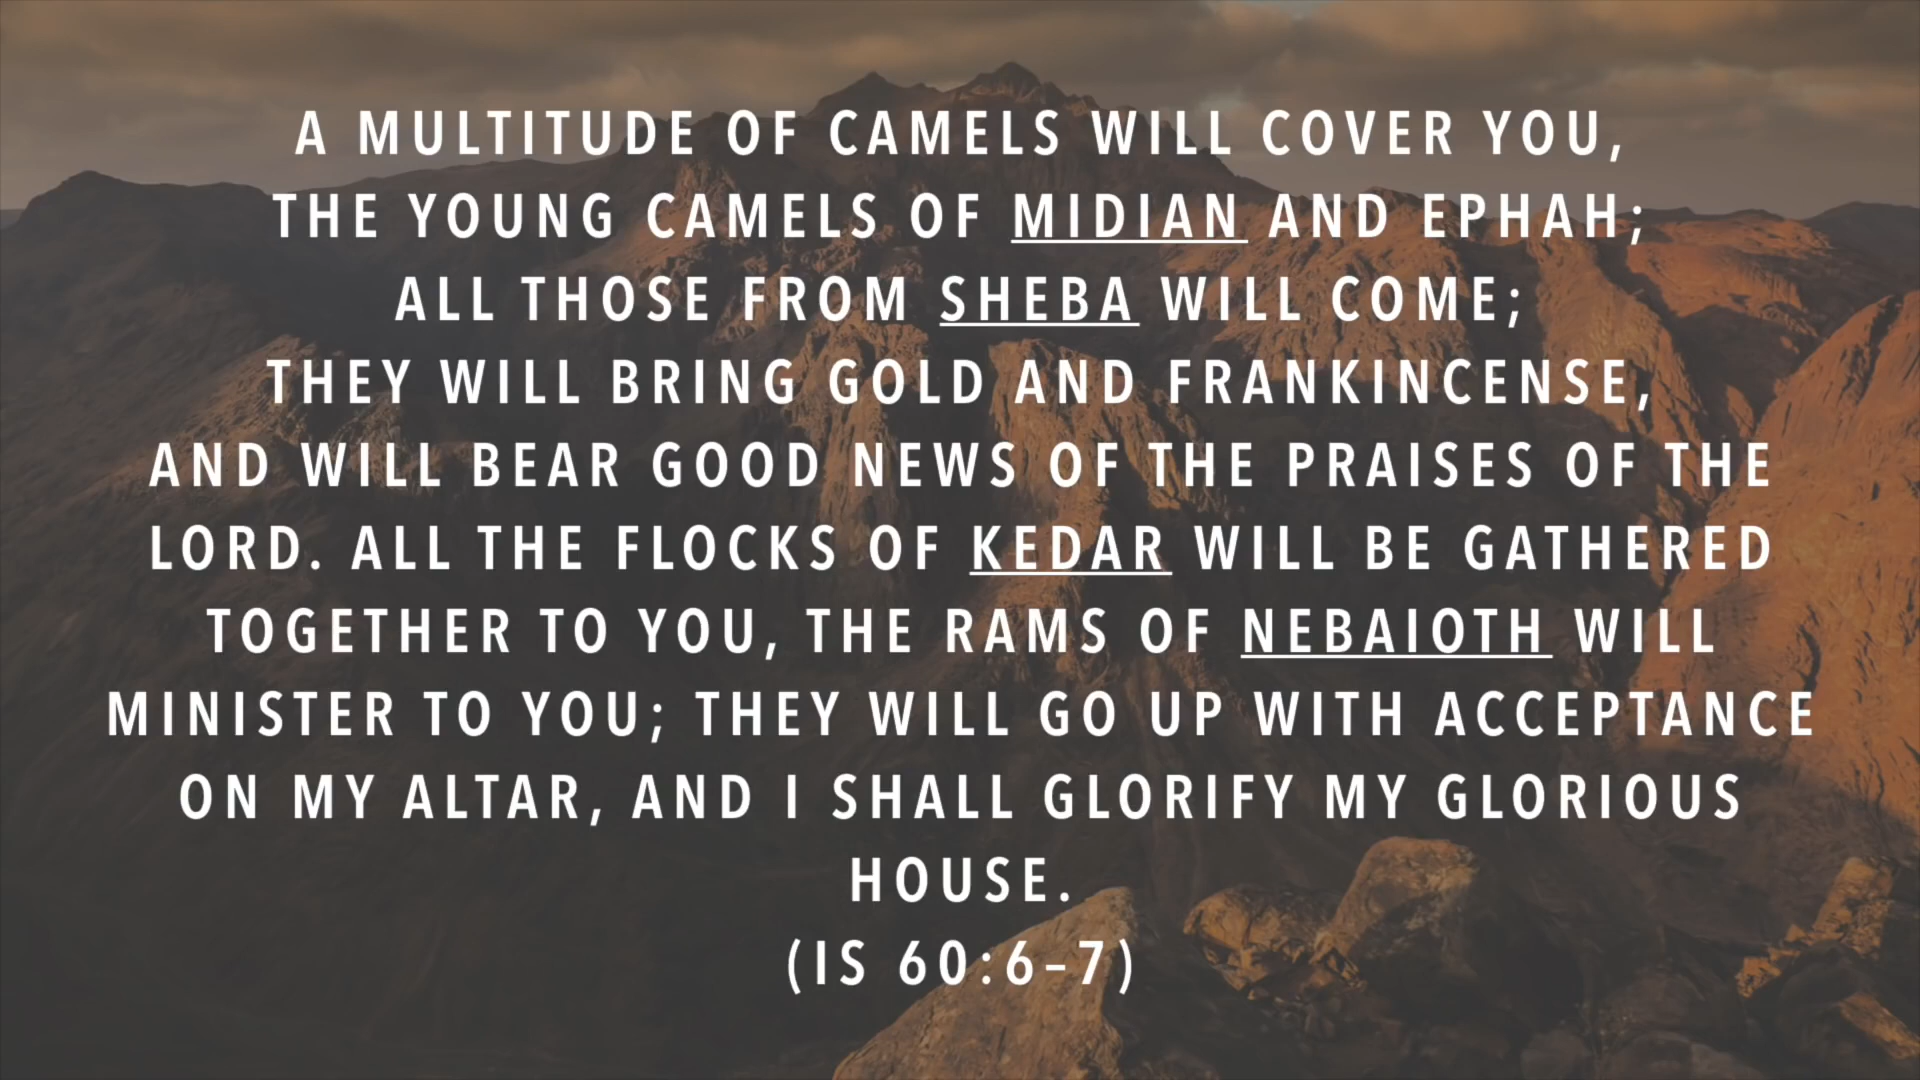 A MULTITUDE OF CAMELS WILL COVER YOU,
THE YOUNG CAMELS OF MIDIAN AND EPHAH;
ALL THOSE FROM SHEBA WILL COME;
THEY WILL BRING GOLD AND FRANKINCENSE,
AND WILL BEAR GOOD NEWS OF THE PRAISES OF THE
LORD. ALL THE FLOCKS OF KEDAR WILL BE GATHERED
TOGETHER TO YOU, THE RAMS OF NEBAIOTH WILL
MINISTER TO YOU; THEY WILL GO UP WITH ACCEPTANCE
ON MY ALTAR, AND I SHALL GLORIFY MY GLORIOUS
HOUSE.
(IS 60:6–7)